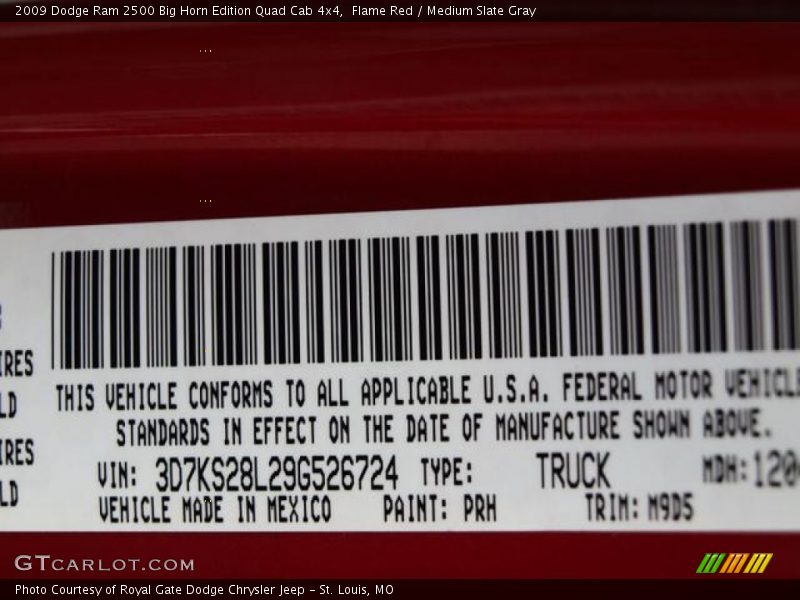 2009 Dodge Ram 2500 Big Horn Edition Quad Cab 4x4,  Flame Red / Medium Slate Gray
...
...
IRES
LD
IRES
LD
THIS VEHICLE CONFORMS TO ALL APPLICABLE U.S.A. FEDERAL MOTOR VEHICLE
STANDARDS IN EFFECT ON THE DATE OF MANUFACTURE SHOWN ABOVE.
VIN: 3D7KS28L29G526724 TYPE: TRUCK MDH: 120
VEHICLE MADE IN MEXICO PAINT: PRH TRIM: M9D5
GTCARLOT.COM
Photo Courtesy of Royal Gate Dodge Chrysler Jeep - St. Louis, MO